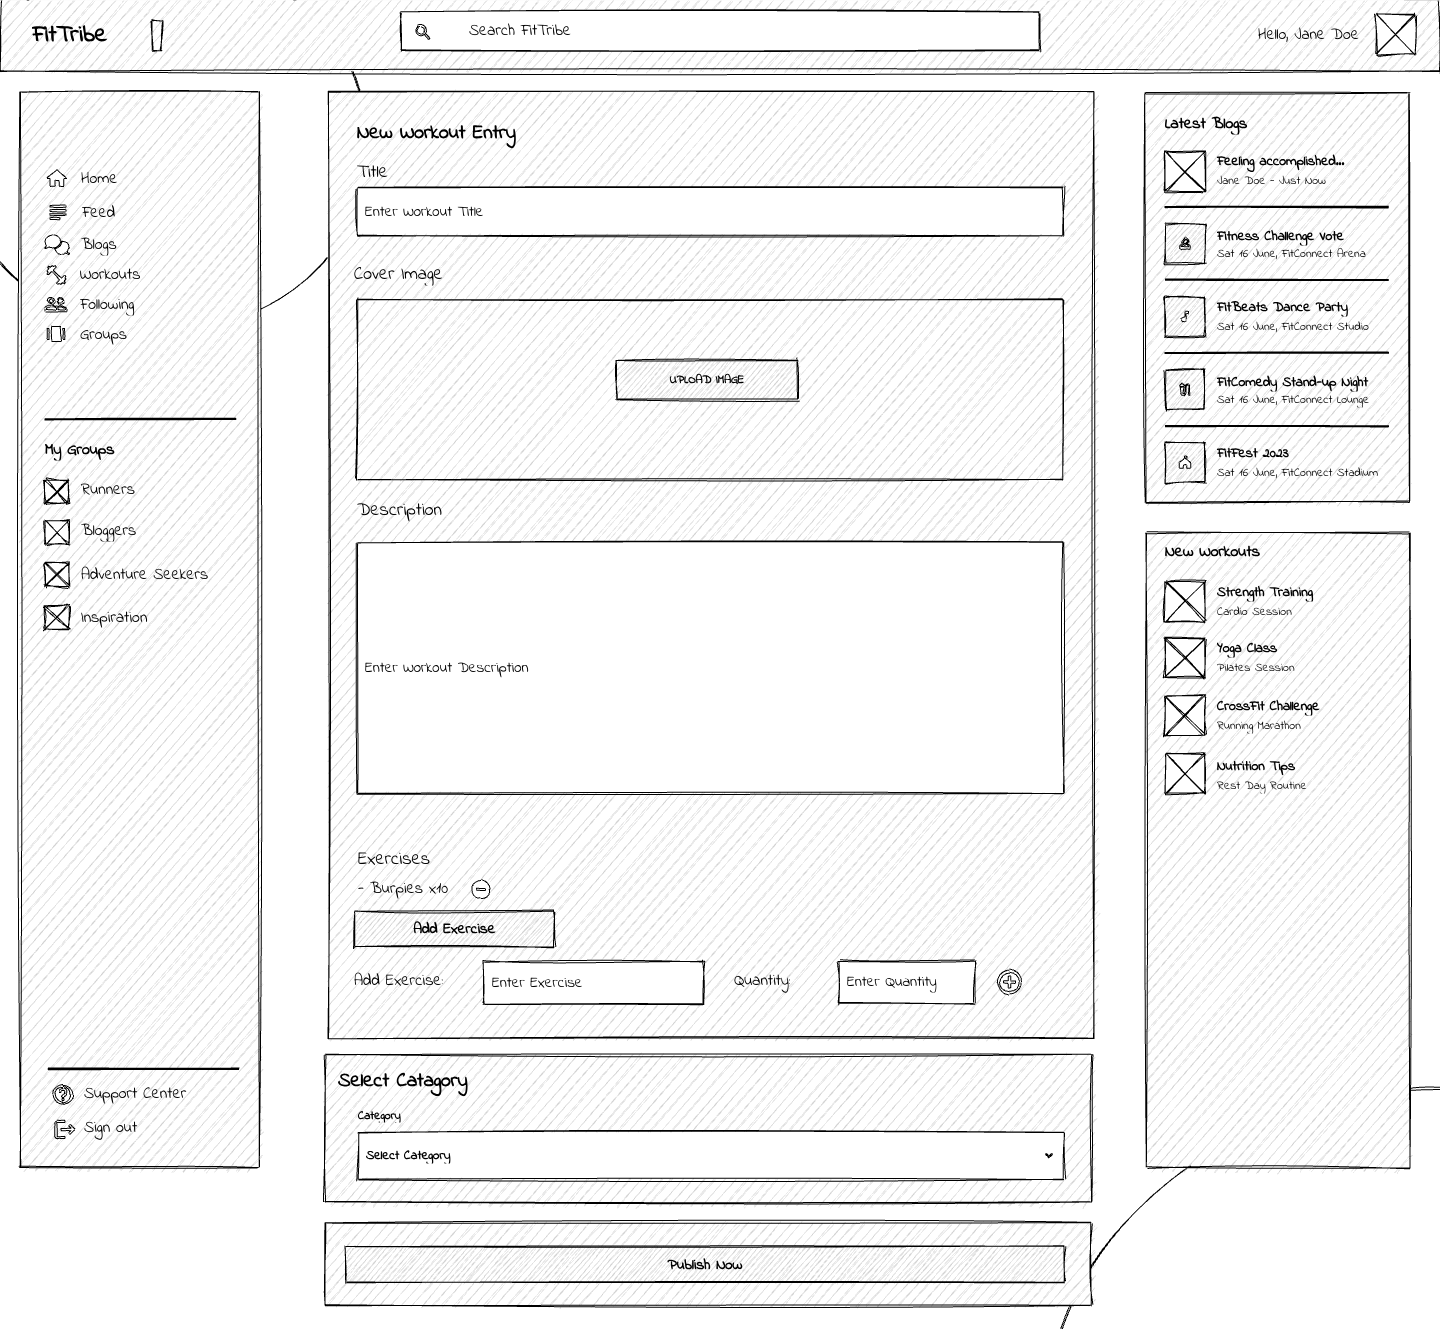 FitTribe
Search FitTribe
Hello, Jane Doe
Home
Feed
Blogs
Workouts
Following
Groups
My Groups
Runners
Bloggers
Adventure Seekers
Inspiration
Support Center
Sign out
New Workout Entry
Title
Enter Workout Title
Cover Image
UPLOAD IMAGE
Description
Enter Workout Description
Exercises
- Burpies x10
Add Exercise
Add Exercise:
Enter Exercise
Quantity:
Enter Quantity
Select Catagory
Category
Select Category
Publish Now
Latest Blogs
Feeling accomplished...
Jane Doe - Just Now
Fitness Challenge Vote
Sat 16 June, FitConnect Arena
FitBeats Dance Party
Sat 16 June, FitConnect Studio
FitComedy Stand-up Night
Sat 16 June, FitConnect Lounge
FitFest 2023
Sat 16 June, FitConnect Stadium
New Workouts
Strength Training
Cardio Session
Yoga Class
Pilates Session
CrossFit Challenge
Running Marathon
Nutrition Tips
Rest Day Routine